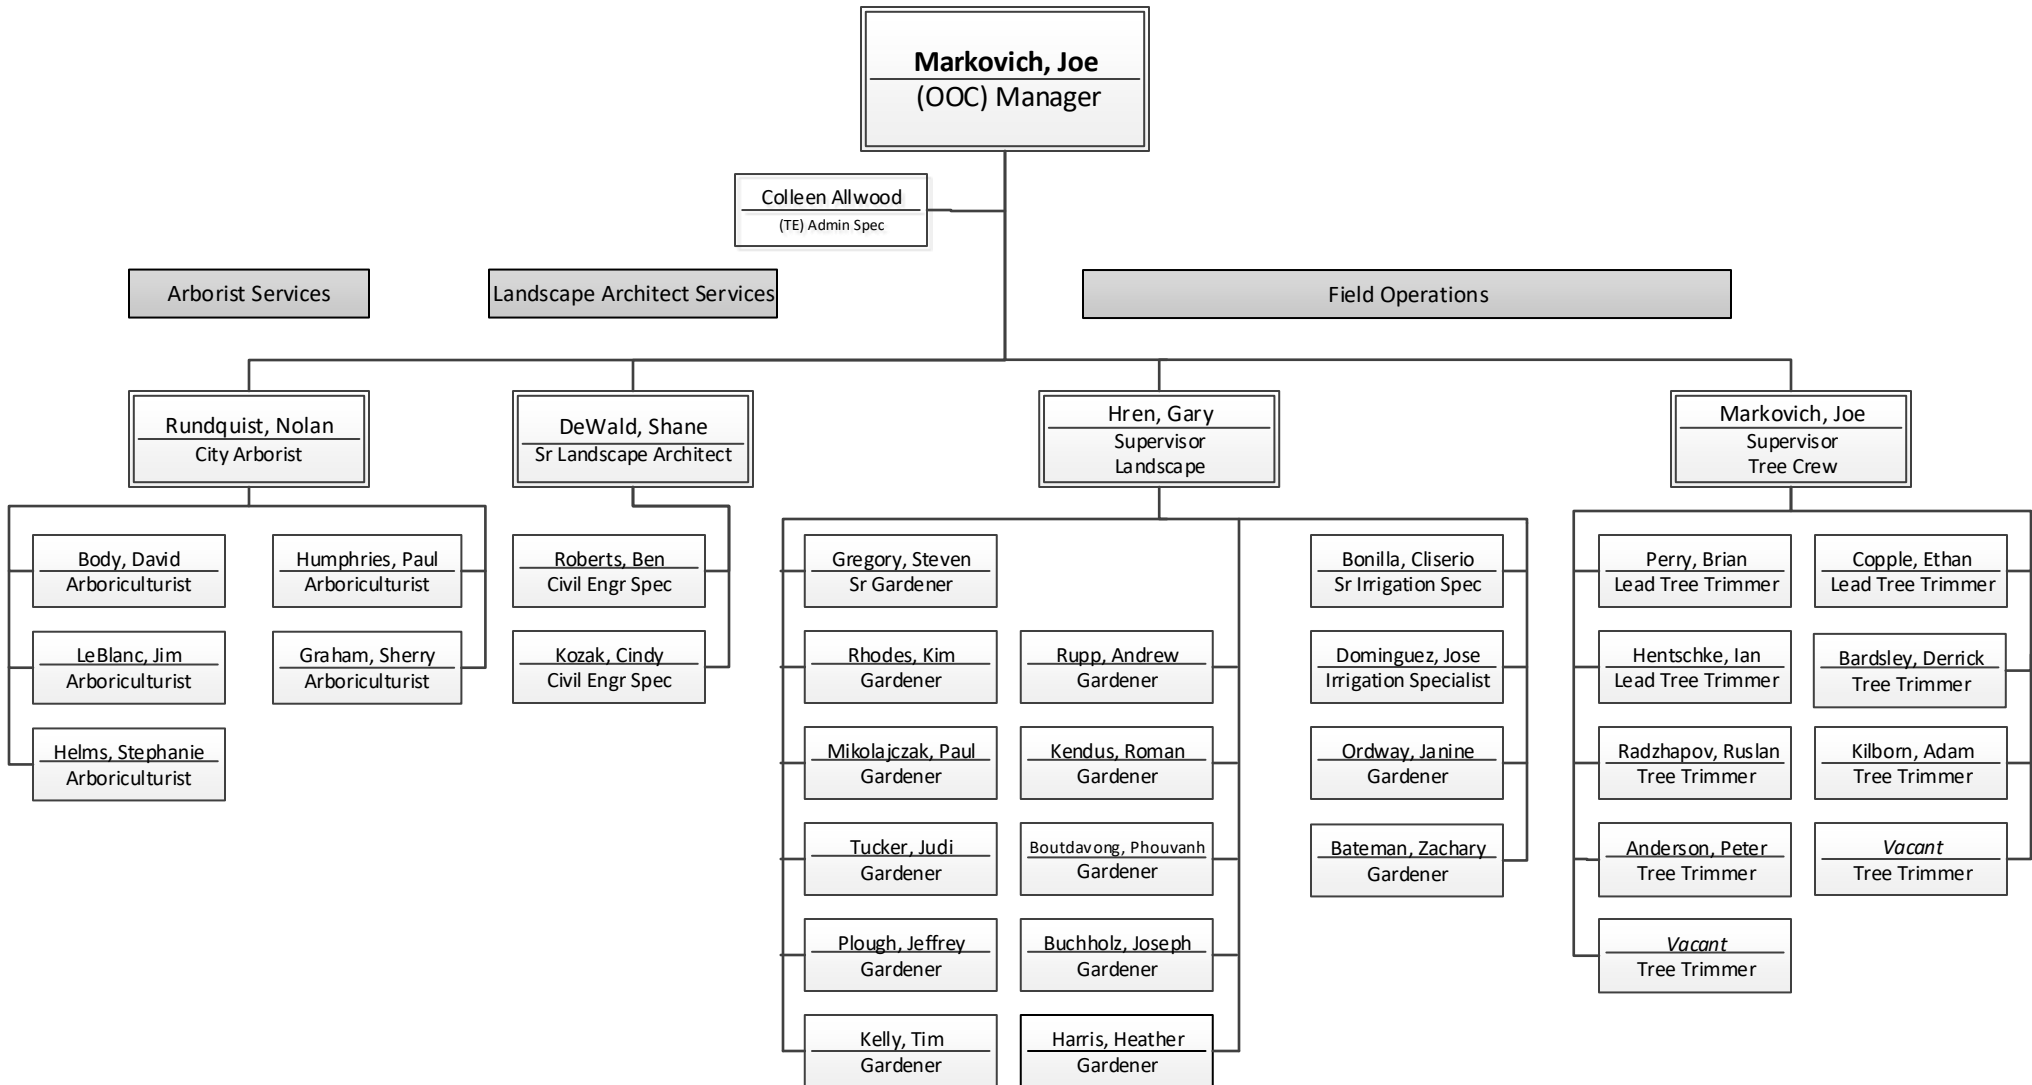 Markovich, Joe
(OOC) Manager
Colleen Allwood
(TE) Admin Spec
Arborist Services
Landscape Architect Services
Field Operations
Rundquist, Nolan
City Arborist
DeWald, Shane
Sr Landscape Architect
Hren, Gary
Supervisor
Landscape
Markovich, Joe
Supervisor
Tree Crew
Body, David
Arboriculturist
Humphries, Paul
Arboriculturist
LeBlanc, Jim
Arboriculturist
Graham, Sherry
Arboriculturist
Helms, Stephanie
Arboriculturist
Roberts, Ben
Civil Engr Spec
Kozak, Cindy
Civil Engr Spec
Gregory, Steven
Sr Gardener
Rhodes, Kim
Gardener
Rupp, Andrew
Gardener
Mikolajczak, Paul
Gardener
Kendus, Roman
Gardener
Tucker, Judi
Gardener
Boutdavong, Phouvanh
Gardener
Plough, Jeffrey
Gardener
Buchholz, Joseph
Gardener
Kelly, Tim
Gardener
Harris, Heather
Gardener
Bonilla, Cliserio
Sr Irrigation Spec
Dominguez, Jose
Irrigation Specialist
Ordway, Janine
Gardener
Bateman, Zachary
Gardener
Perry, Brian
Lead Tree Trimmer
Copple, Ethan
Lead Tree Trimmer
Hentschke, Ian
Lead Tree Trimmer
Bardsley, Derrick
Tree Trimmer
Radzhapov, Ruslan
Tree Trimmer
Kilborn, Adam
Tree Trimmer
Anderson, Peter
Tree Trimmer
Vacant
Tree Trimmer
Vacant
Tree Trimmer